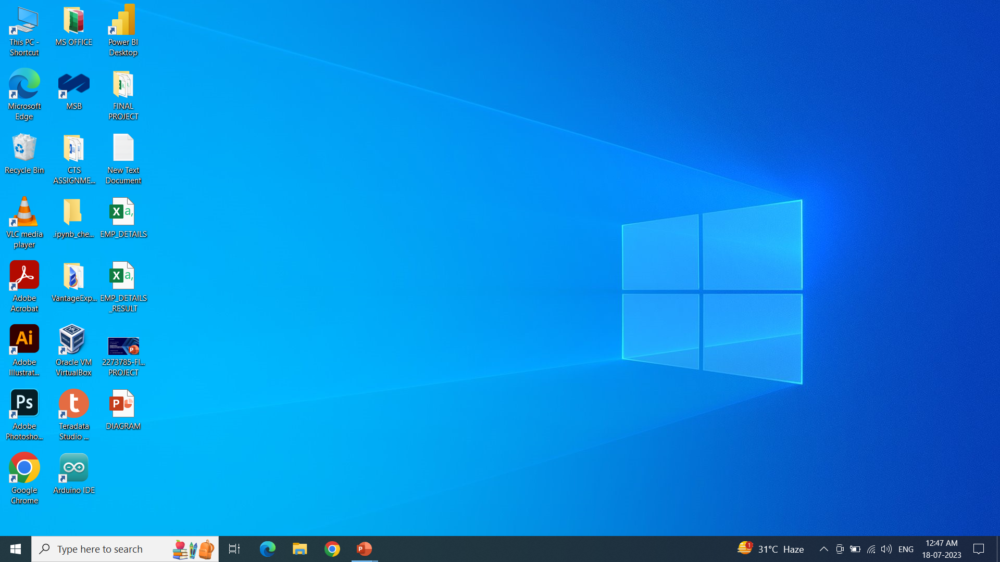 This PC -
Shortcut
MS OFFICE
Power BI
Desktop
Microsoft
Edge
MSB
FINAL
PROJECT
Recycle Bin
CTS
ASSIGNME...
New Text
Document
VLC media
player
.ipynb_che...
EMP_DETAILS
Adobe
Acrobat
VantageExp...
EMP_DETAILS
_RESULT
Ai
Adobe
Illustrat...
Oracle VM
VirtualBox
2273785-FI...
PROJECT
Ps
Adobe
Photosho...
t
Teradata
Studio ...
P
DIAGRAM
Google
Chrome
Arduino IDE
Type here to search
P
1
31°C Haze
ENG
12:47 AM
18-07-2023